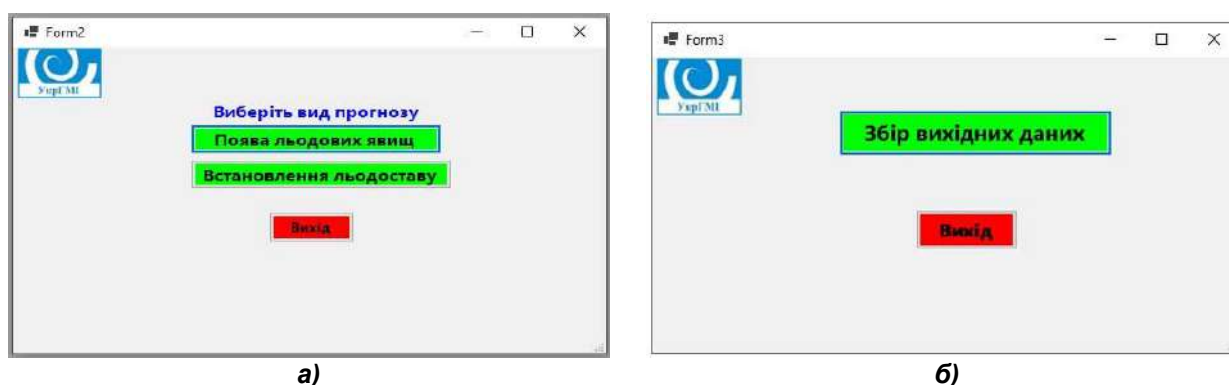 Form2
УкрГМІ
Виберіть вид прогнозу
Поява льодових явищ
Встановлення льодоставу
Вихід
а)
Form3
УкрГМІ
Збір вихідних даних
Вихід
б)